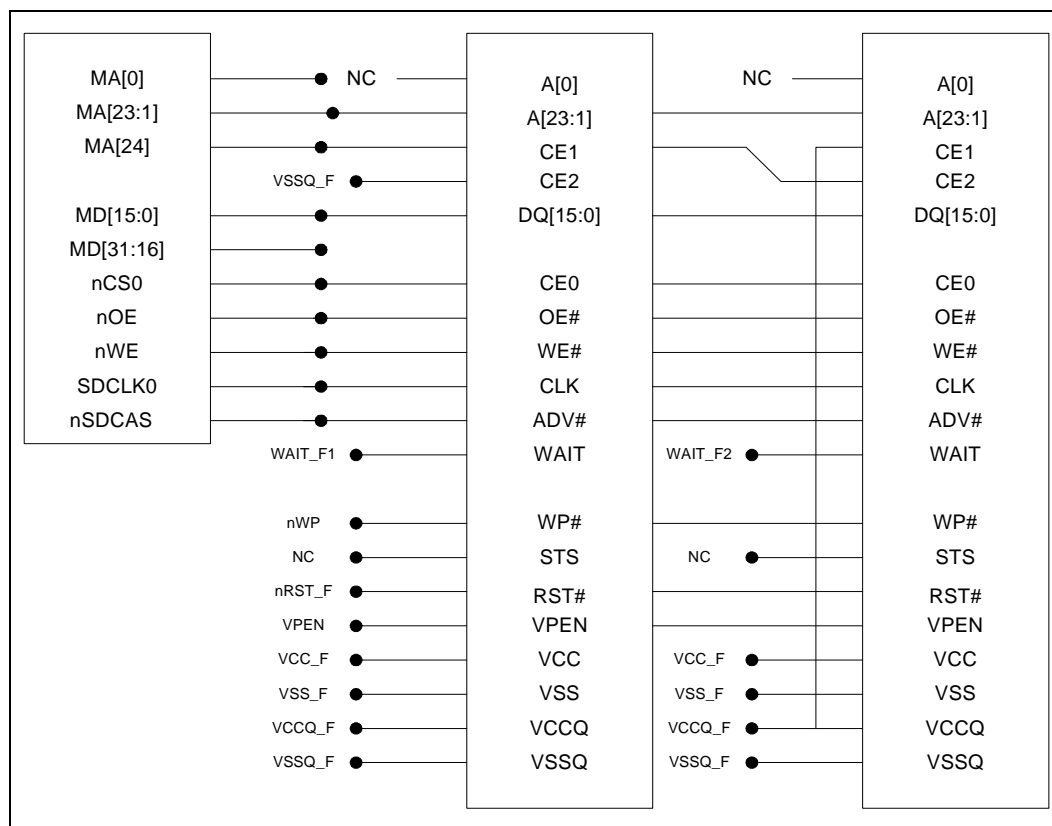 MA[0] NC A[0] NC A[0]
MA[23:1] A[23:1] A[23:1]
MA[24] CE1 CE1
VSSQ_F CE2 CE2
MD[15:0] DQ[15:0] DQ[15:0]
MD[31:16]
nCS0 CE0 CE0
nOE OE# OE#
nWE WE# WE#
SDCLK0 CLK CLK
nSDCAS ADV# ADV#
WAIT_F1 WAIT WAIT_F2 WAIT
nWP WP# WP#
NC STS NC STS
nRST_F RST# RST#
VPEN VPEN VPEN
VCC_F VCC VCC_F VCC
VSS_F VSS VSS_F VSS
VCCQ_F VCCQ VCCQ_F VCCQ
VSSQ_F VSSQ VSSQ_F VSSQ